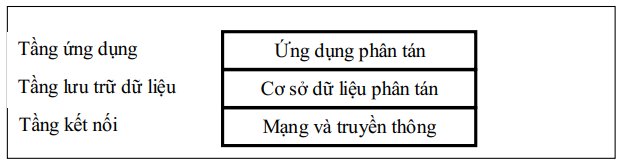 Tầng ứng dụng Ứng dụng phân tán
Tầng lưu trữ dữ liệu Cơ sở dữ liệu phân tán
Tầng kết nối Mạng và truyền thông